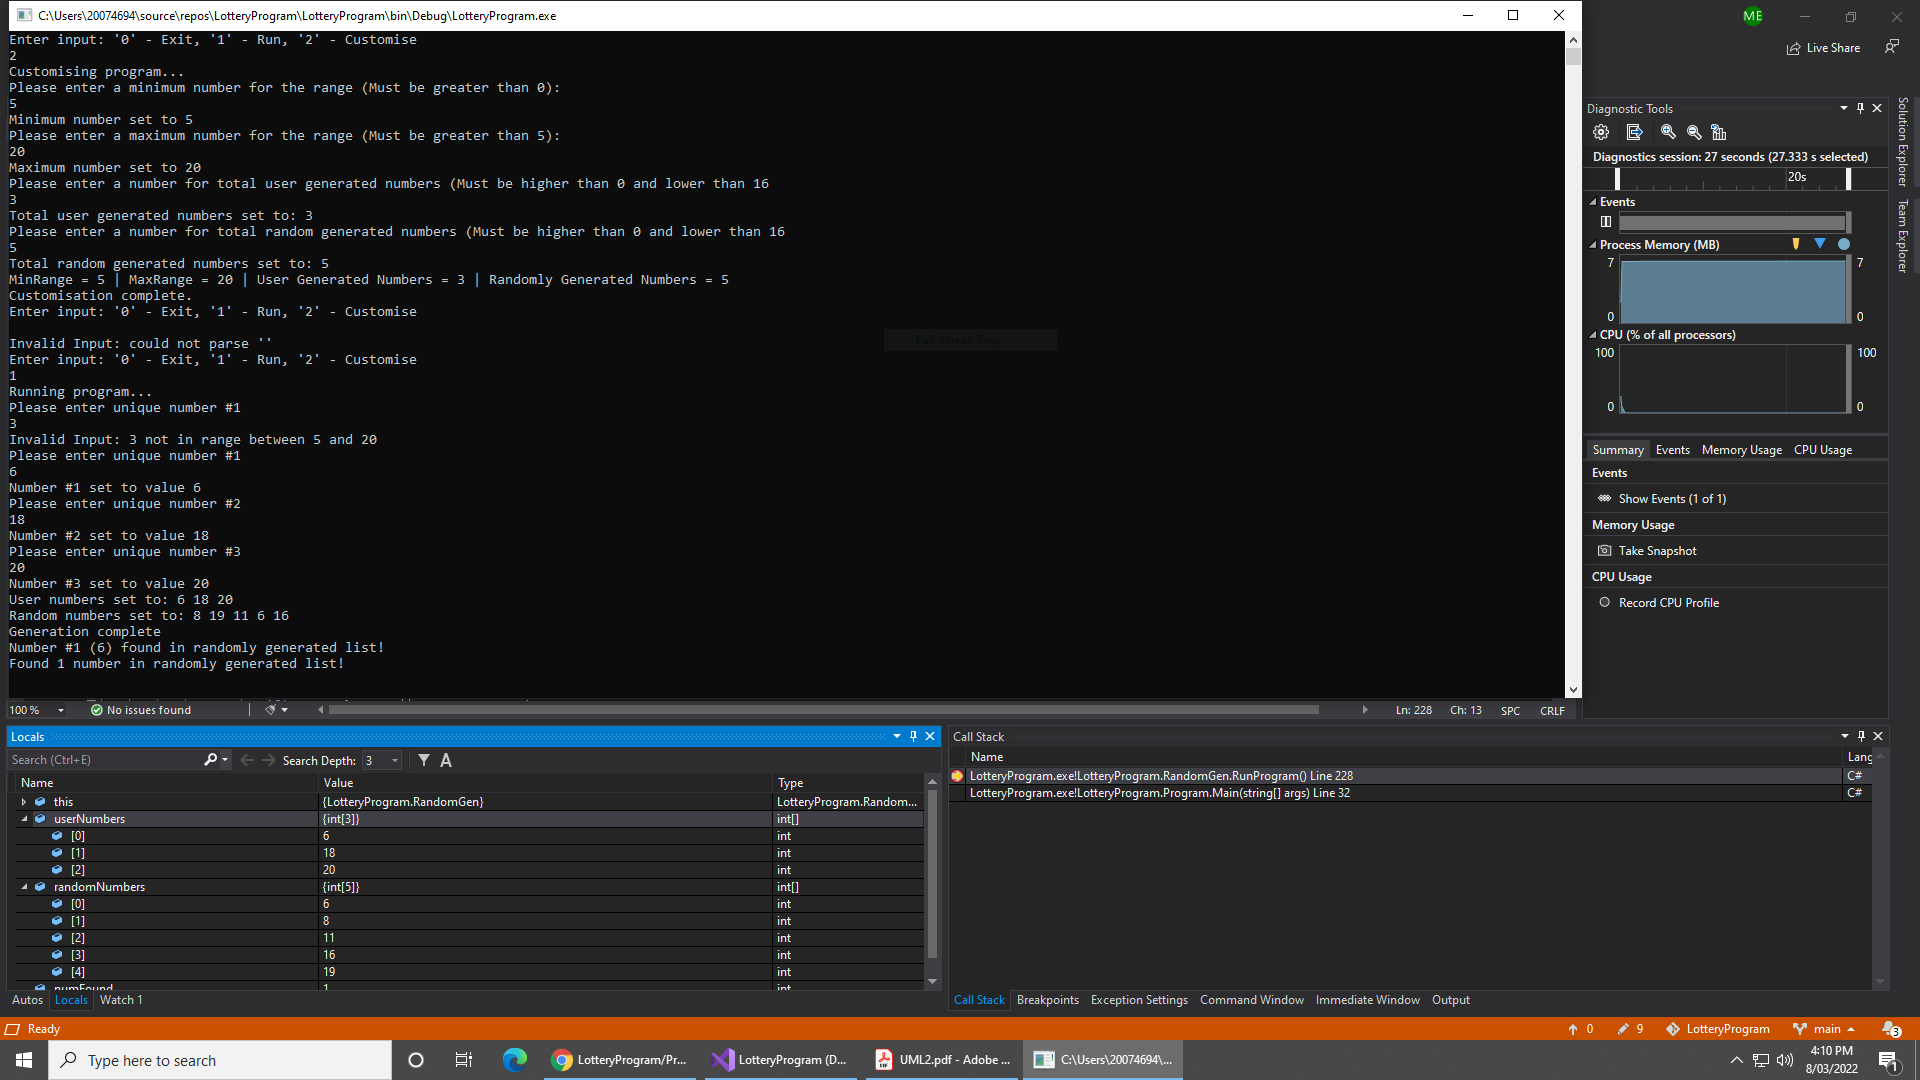 C:\Users\20074694\source\repos\LotteryProgram\LotteryProgram\bin\Debug\LotteryProgram.exe
Enter input: '0' - Exit, '1' - Run, '2' - Customise
2
Customising program...
Please enter a minimum number for the range (Must be greater than 0):
5
Minimum number set to 5
Please enter a maximum number for the range (Must be greater than 5):
20
Maximum number set to 20
Please enter a number for total user generated numbers (Must be higher than 0 and lower than 16
3
Total user generated numbers set to: 3
Please enter a number for total random generated numbers (Must be higher than 0 and lower than 16
5
Total random generated numbers set to: 5
MinRange = 5 | MaxRange = 20 | User Generated Numbers = 3 | Randomly Generated Numbers = 5
Customisation complete.
Enter input: '0' - Exit, '1' - Run, '2' - Customise
Invalid Input: could not parse ''
Enter input: '0' - Exit, '1' - Run, '2' - Customise
1
Running program...
Please enter unique number #1
3
Invalid Input: 3 not in range between 5 and 20
Please enter unique number #1
6
Number #1 set to value 6
Please enter unique number #2
18
Number #2 set to value 18
Please enter unique number #3
20
Number #3 set to value 20
User numbers set to: 6 18 20
Random numbers set to: 8 19 11 6 16
Generation complete
Number #1 (6) found in randomly generated list!
Found 1 number in randomly generated list!
Full-screen Snip
ME
Live Share
Solution Explorer
Team Explorer
Diagnostic Tools
Diagnostics session: 27 seconds (27.333 s selected)
20s
Events
Process Memory (MB)
7 7
0 0
CPU (% of all processors)
100 100
0 0
Summary Events Memory Usage CPU Usage
Events
Show Events (1 of 1)
Memory Usage
Take Snapshot
CPU Usage
Record CPU Profile
100 % No issues found Ln: 228 Ch: 13 SPC CRLF
Locals
Search (Ctrl+E) Search Depth: 3 A
Name Value Type
this {LotteryProgram.RandomGen} LotteryProgram.Random...
userNumbers {int[3]} int[]
[0] 6 int
[1] 18 int
[2] 20 int
randomNumbers {int[5]} int[]
[0] 6 int
[1] 8 int
[2] 11 int
[3] 16 int
[4] 19 int
numFound 1 int
Autos Locals Watch 1
Call Stack
Name Lang
LotteryProgram.exe!LotteryProgram.RandomGen.RunProgram() Line 228 C#
LotteryProgram.exe!LotteryProgram.Program.Main(string[] args) Line 32 C#
Call Stack Breakpoints Exception Settings Command Window Immediate Window Output
Ready 0 9 LotteryProgram main 3
Type here to search LotteryProgram/Pr... LotteryProgram (D... UML2.pdf - Adobe ... C:\Users\20074694\...
4:10 PM
8/03/2022
1